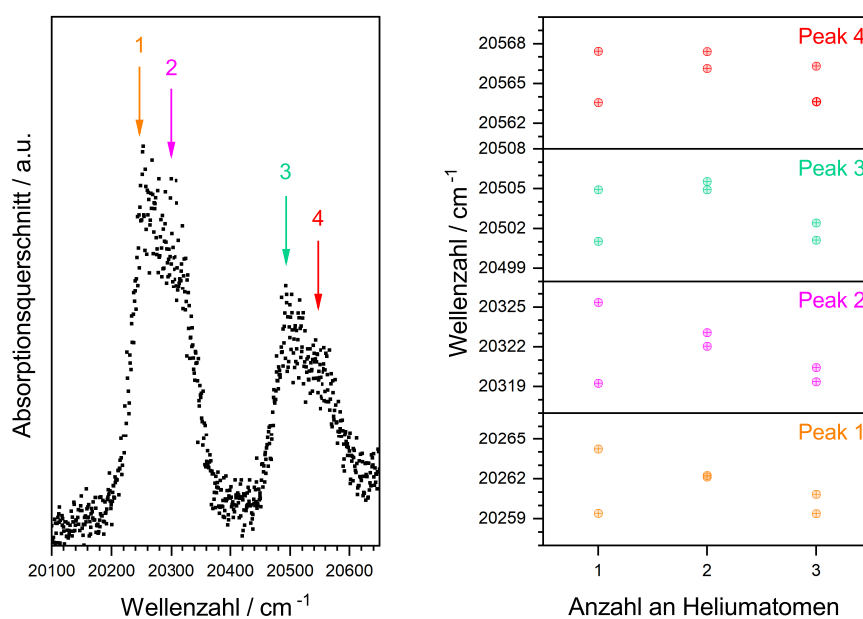 1
2
3
4
Absorptionsquerschnitt / a.u.
20100 20200 20300 20400 20500 20600
Wellenzahl / cm⁻¹
Peak 4
20568
20565
20562
Peak 3
20508
20505
20502
20499
Peak 2
20325
20322
20319
Peak 1
20265
20262
20259
Wellenzahl / cm⁻¹
1 2 3
Anzahl an Heliumatomen